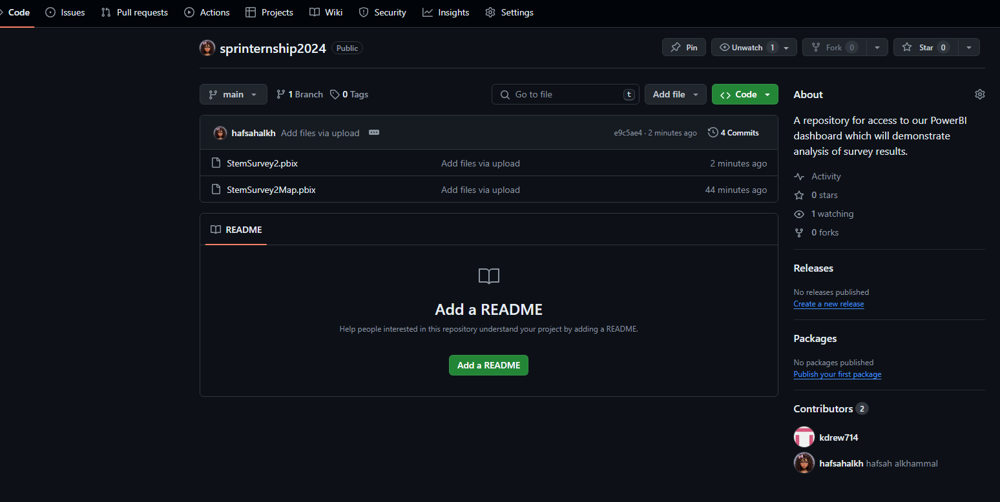 Code Issues Pull requests Actions Projects Wiki Security Insights Settings
sprinternship2024 Public Pin Unwatch 1 Fork 0 Star 0
main 1 Branch 0 Tags Go to file t Add file Code
hafsahalkh Add files via upload e9c5ae4 · 2 minutes ago 4 Commits
StemSurvey2.pbix Add files via upload 2 minutes ago
StemSurvey2Map.pbix Add files via upload 44 minutes ago
README
Add a README
Help people interested in this repository understand your project by adding a README.
Add a README
About
A repository for access to our PowerBI
dashboard which will demonstrate
analysis of survey results.
Activity
0 stars
1 watching
0 forks
Releases
No releases published
Create a new release
Packages
No packages published
Publish your first package
Contributors 2
kdrew714
hafsahalkh hafsah alkhammal